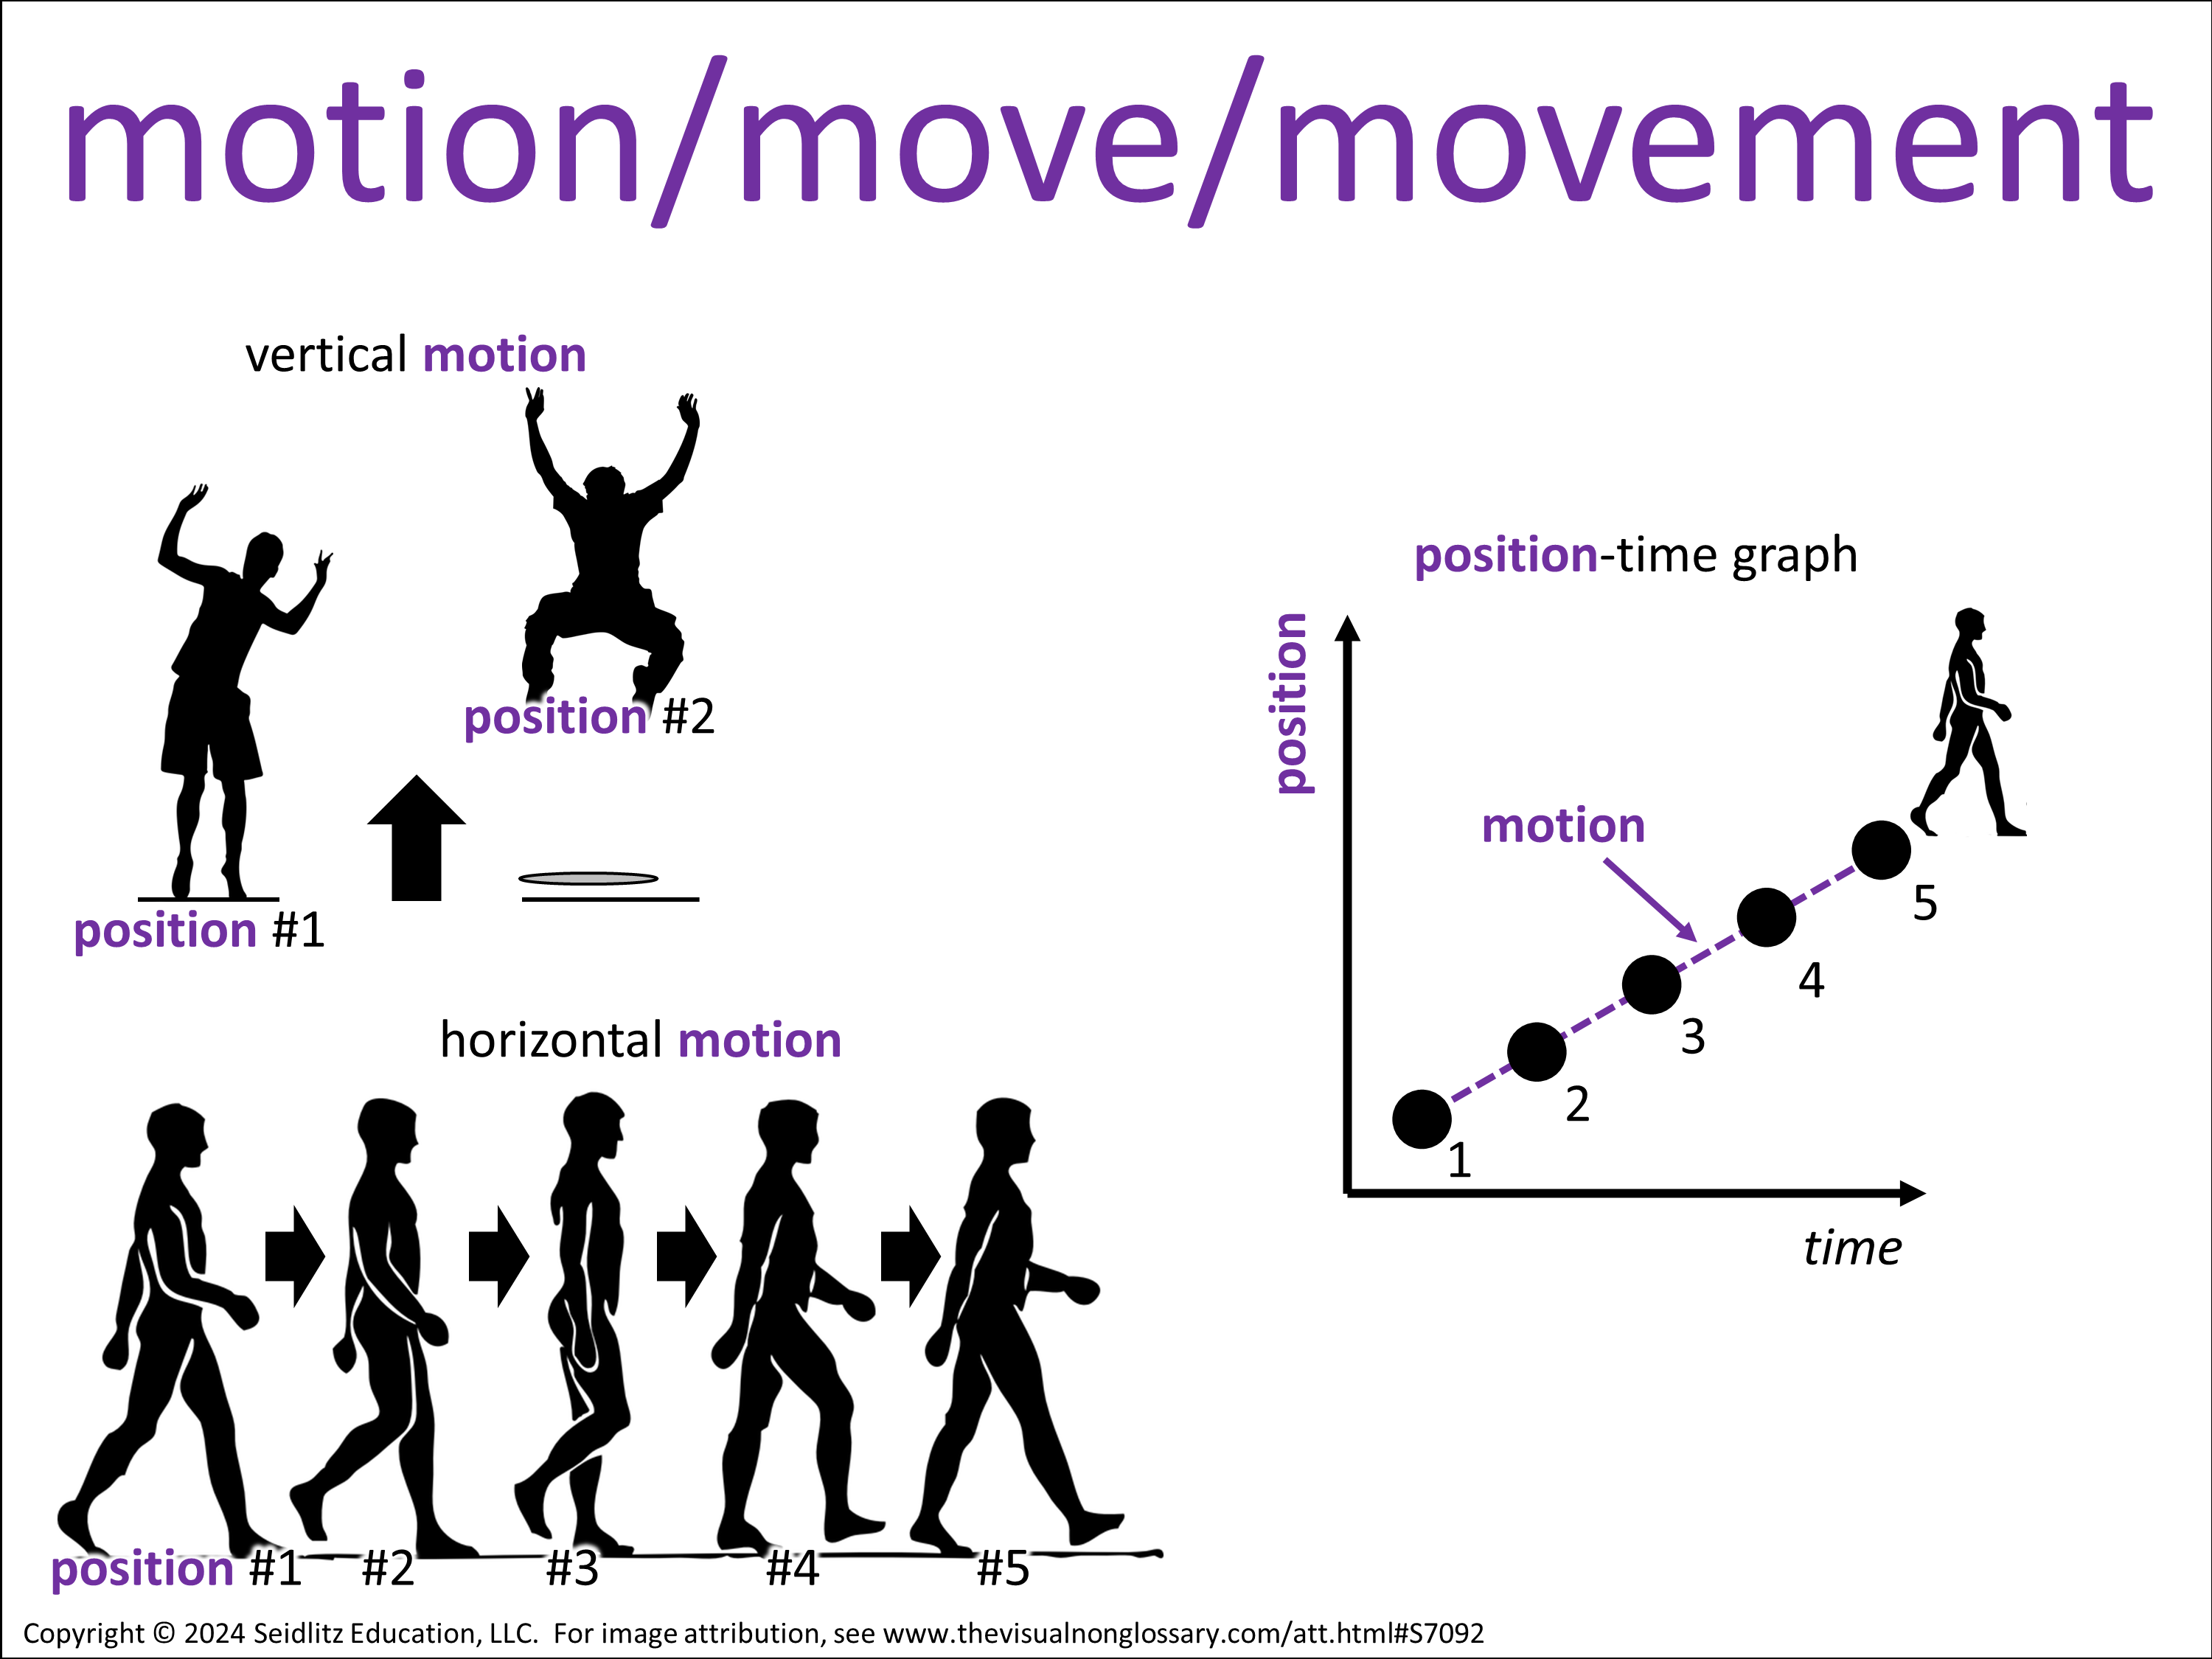 motion/move/movement
vertical motion
position #2
position #1
horizontal motion
position #1 #2 #3 #4 #5
position-time graph
position
motion
5
4
3
2
1
time
Copyright © 2024 Seidlitz Education, LLC.  For image attribution, see www.thevisualnonglossary.com/att.html#S7092